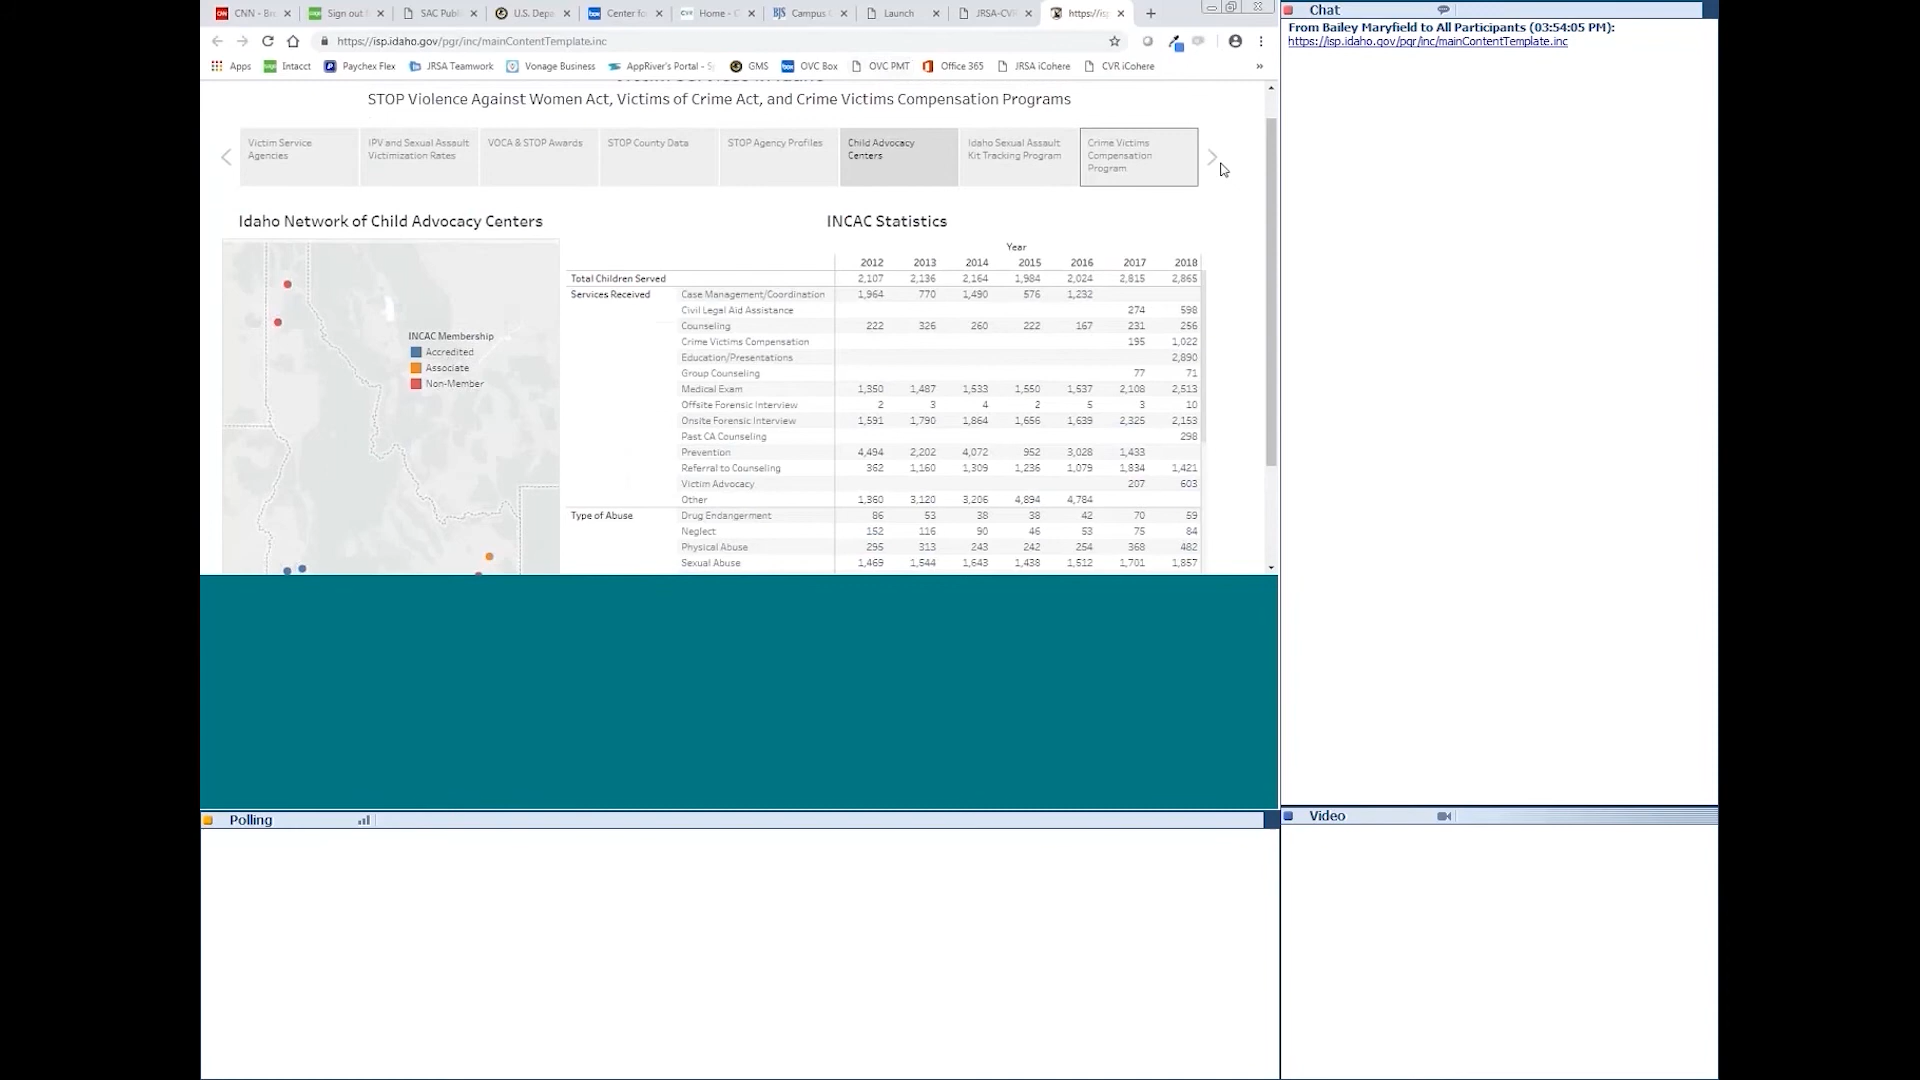 CNN - Br
Sign out
SAC Publ
U.S. Depa
Center fo
Home - C
Campus
Launch
JRSA-CVR
https://isp
https://isp.idaho.gov/pgr/inc/mainContentTemplate.inc
Apps
Intacct
Paychex Flex
JRSA Teamwork
Vonage Business
AppRiver's Portal - S
GMS
OVC Box
OVC PMT
Office 365
JRSA iCohere
CVR iCohere
»
STOP Violence Against Women Act, Victims of Crime Act, and Crime Victims Compensation Programs
Victim Service
Agencies
IPV and Sexual Assault
Victimization Rates
VOCA & STOP Awards
STOP County Data
STOP Agency Profiles
Child Advocacy
Centers
Idaho Sexual Assault
Kit Tracking Program
Crime Victims
Compensation
Program
Idaho Network of Child Advocacy Centers
INCAC Membership
Accredited
Associate
Non-Member
INCAC Statistics
Year
2012 2013 2014 2015 2016 2017 2018
Total Children Served 2,107 2,136 2,164 1,984 2,024 2,815 2,865
Services Received Case Management/Coordination 1,964 770 1,490 576 1,232
Civil Legal Aid Assistance 274 598
Counseling 222 326 260 222 167 231 256
Crime Victims Compensation 195 1,022
Education/Presentations 2,890
Group Counseling 77 71
Medical Exam 1,350 1,487 1,533 1,550 1,537 2,108 2,513
Offsite Forensic Interview 2 3 4 2 5 3 10
Onsite Forensic Interview 1,591 1,790 1,864 1,656 1,639 2,325 2,153
Past CA Counseling 298
Prevention 4,494 2,202 4,072 952 3,028 1,433
Referral to Counseling 362 1,160 1,309 1,236 1,079 1,834 1,421
Victim Advocacy 207 603
Other 1,360 3,120 3,206 4,894 4,784
Type of Abuse Drug Endangerment 86 53 38 38 42 70 59
Neglect 152 116 90 46 53 75 84
Physical Abuse 295 313 243 242 254 368 482
Sexual Abuse 1,469 1,544 1,643 1,438 1,512 1,701 1,857
Polling
Chat
From Bailey Maryfield to All Participants (03:54:05 PM):
https://isp.idaho.gov/pgr/inc/mainContentTemplate.inc
Video